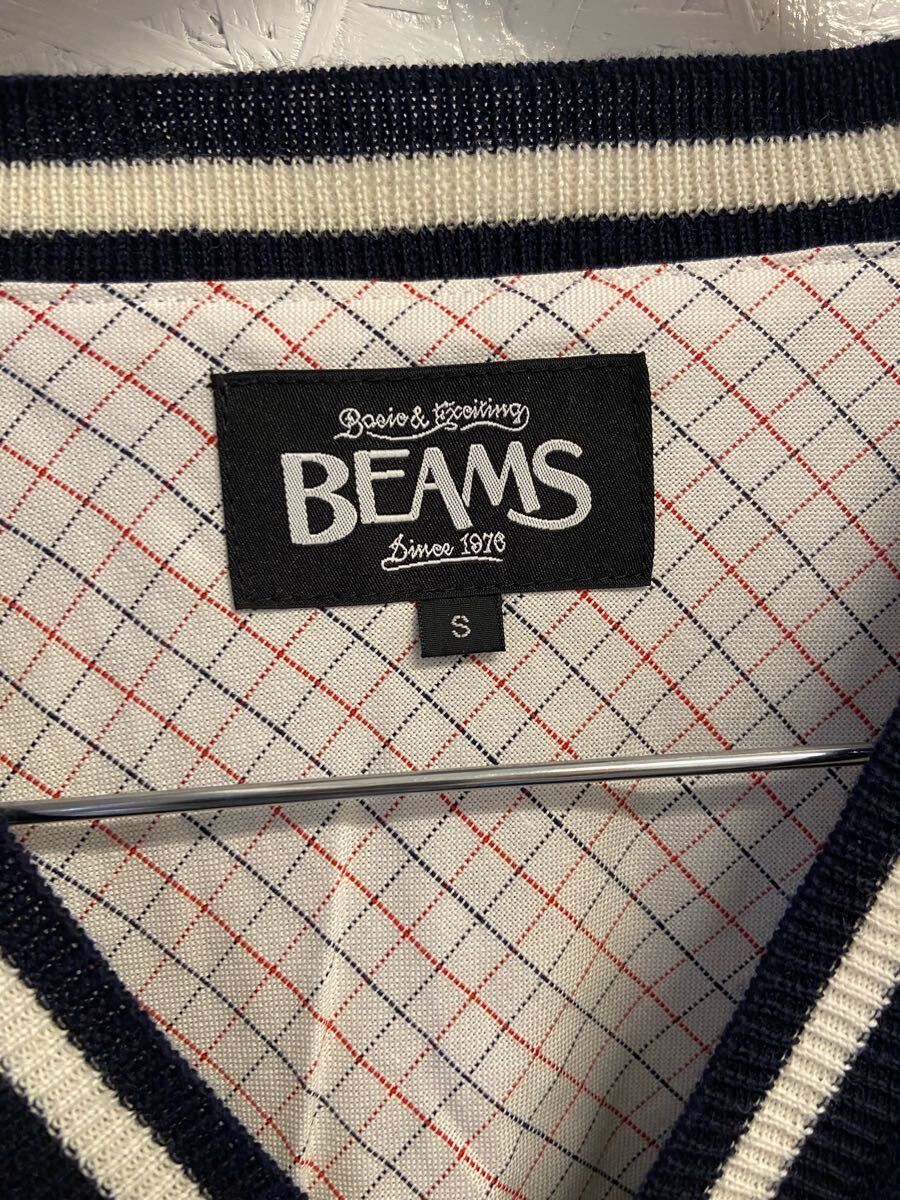 Basic & Exciting
BEAMS
Since 1976
S